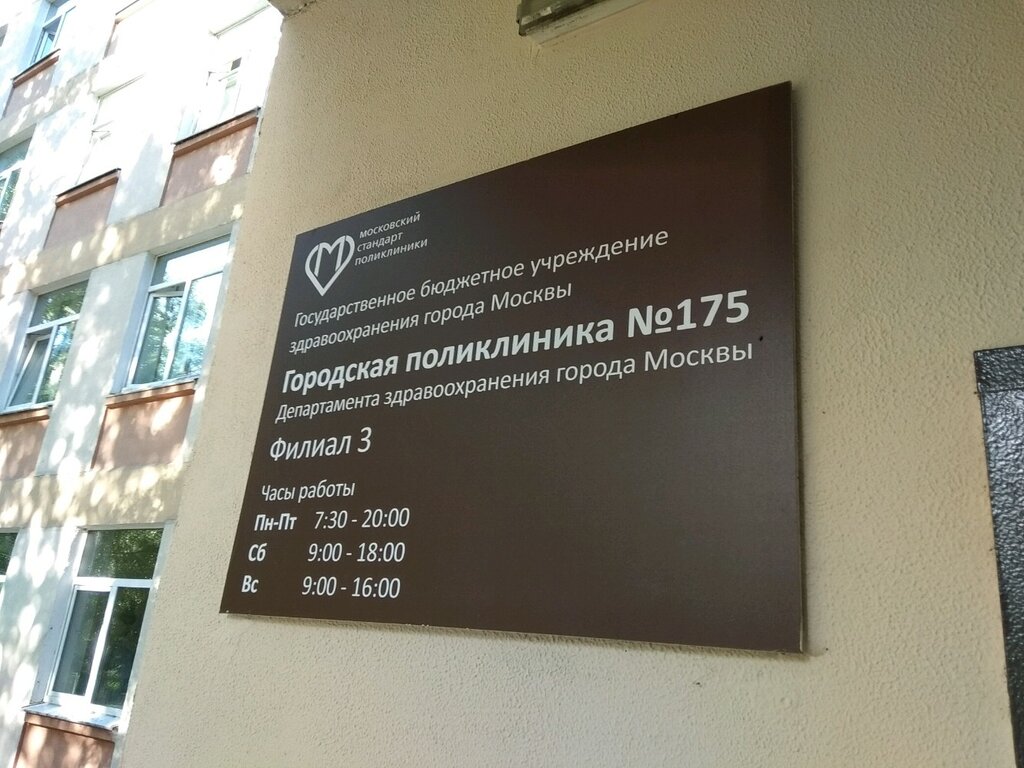 московский
стандарт
поликлиники
Государственное бюджетное учреждение
здравоохранения города Москвы
Городская поликлиника №175
Департамента здравоохранения города Москвы
Филиал 3
Часы работы
Пн-Пт 7:30 - 20:00
Сб 9:00 - 18:00
Вс 9:00 - 16:00